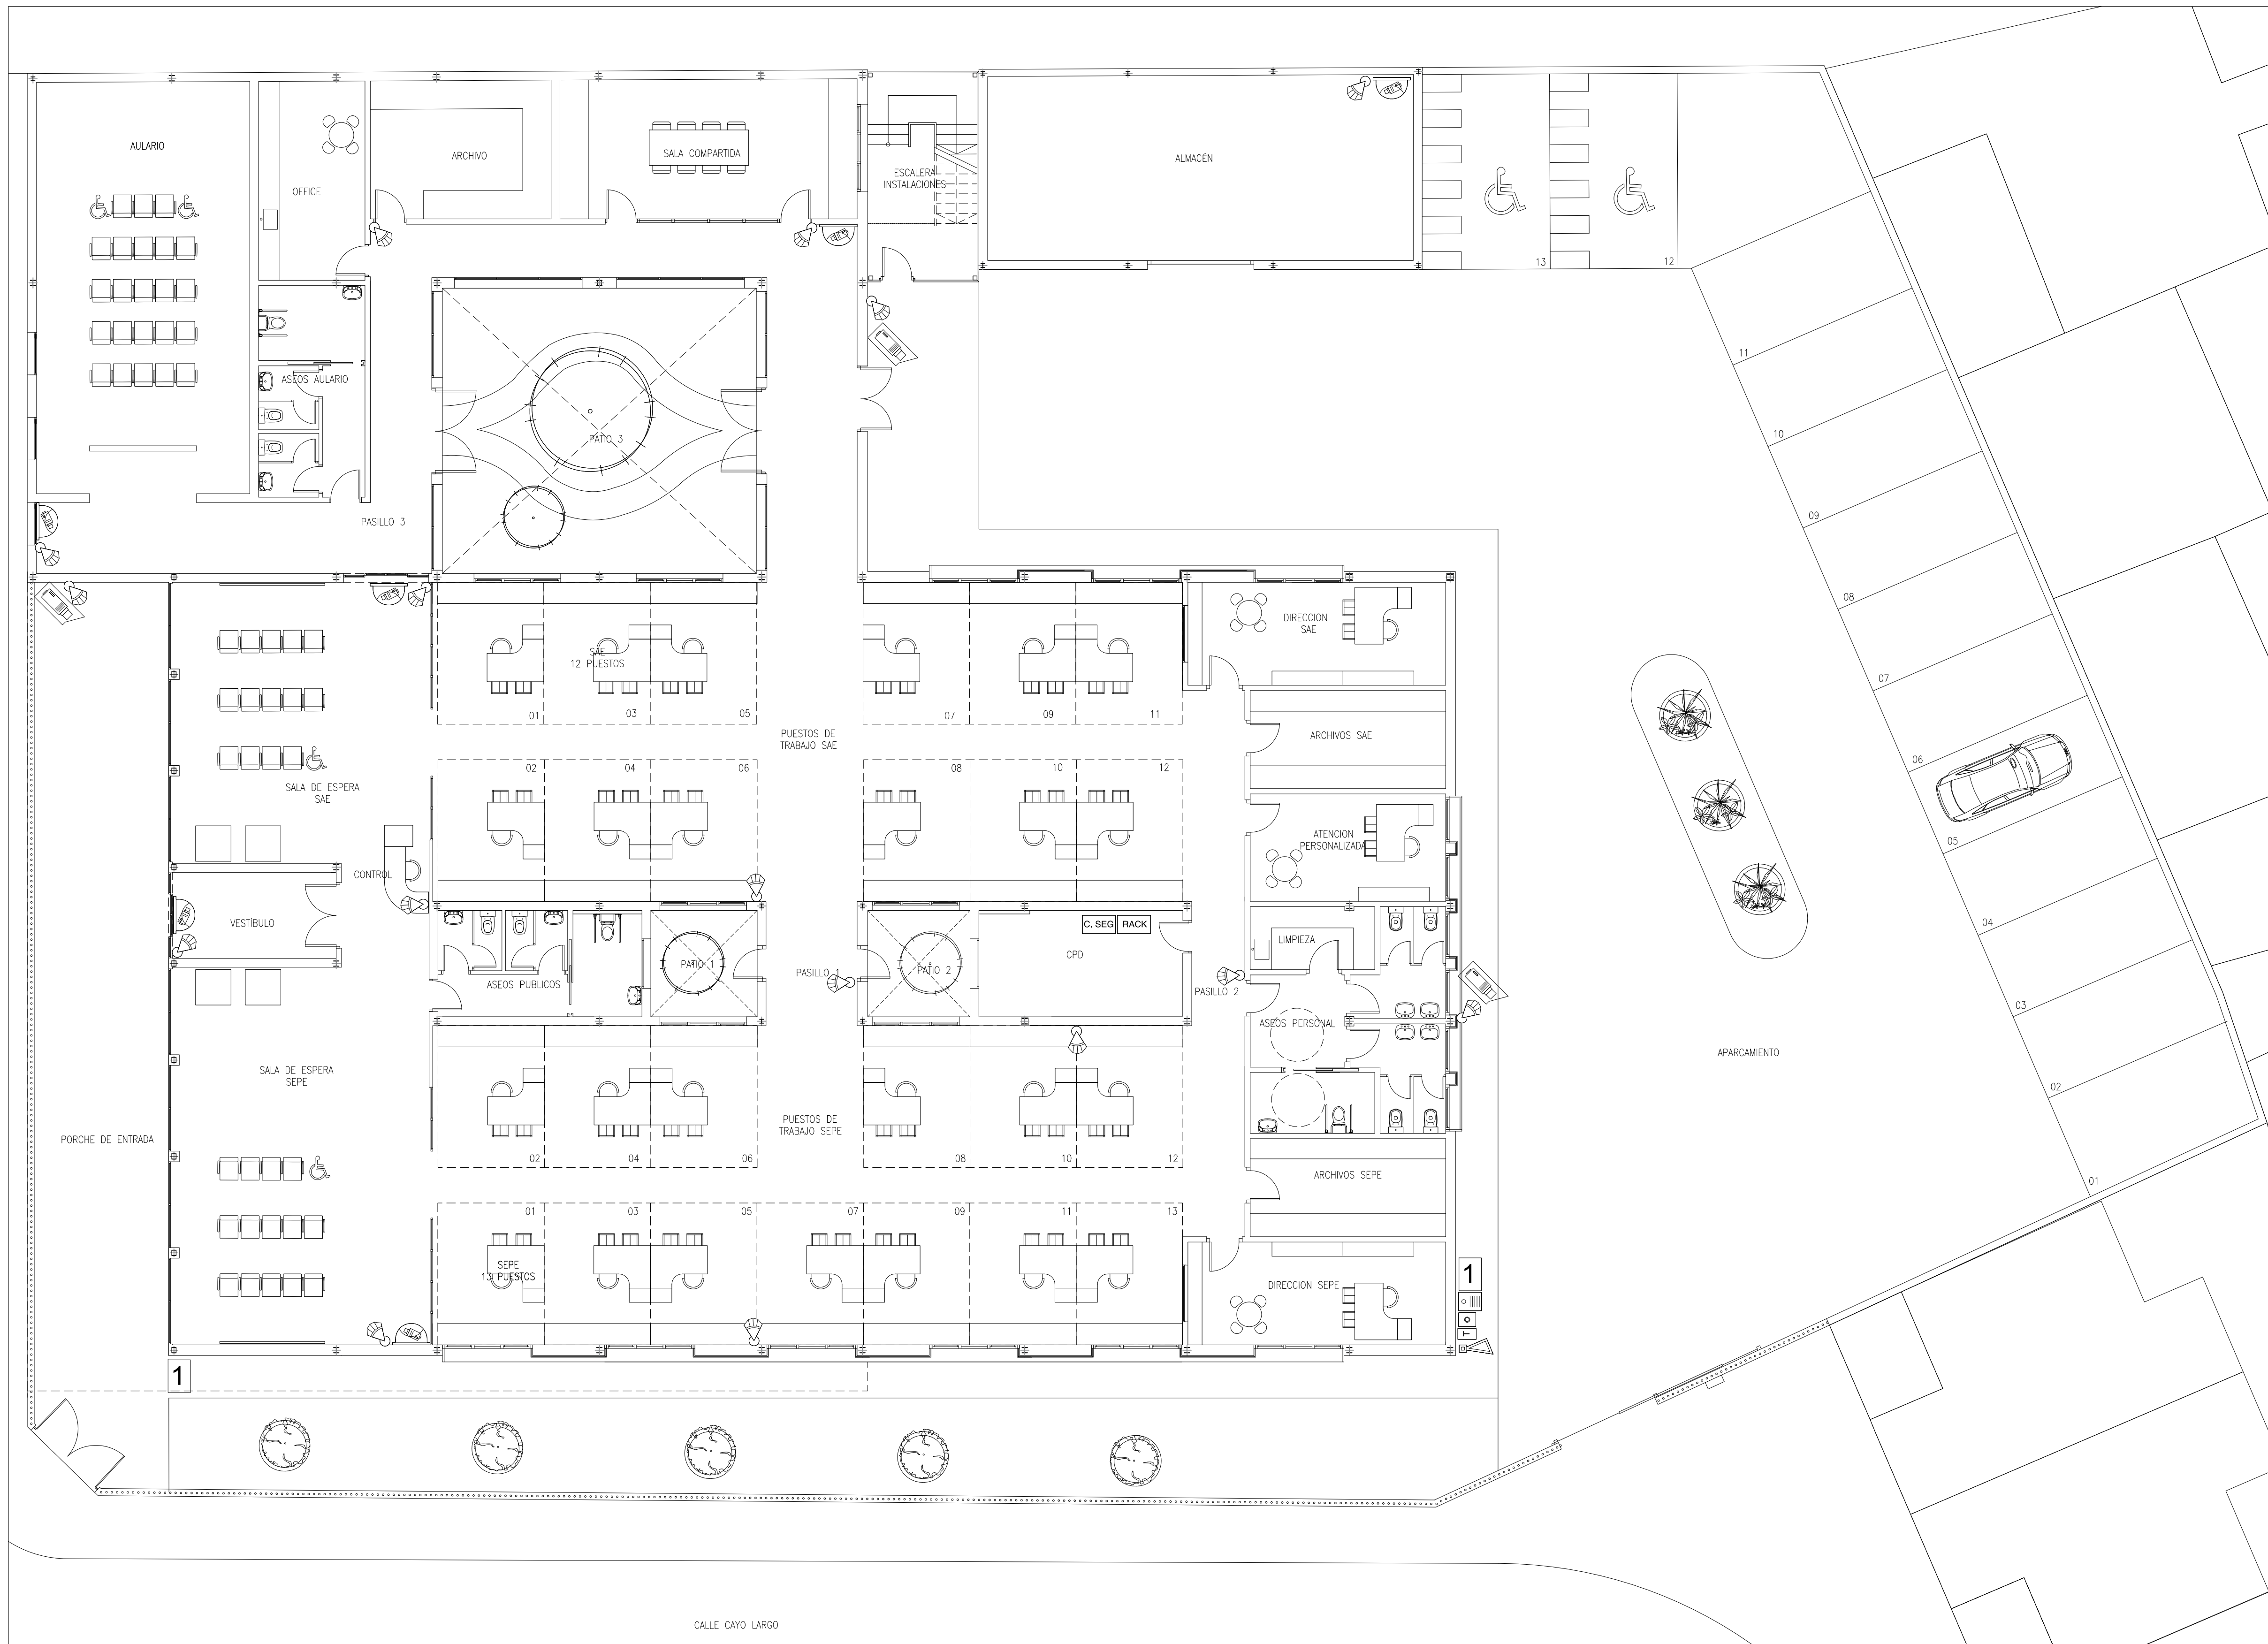 AULARIO
OFFICE
ARCHIVO
SALA COMPARTIDA
ESCALERA
INSTALACIONES
ALMACÉN
13
12
11
10
09
08
07
06
05
04
03
02
01
ASEOS AULARIO
PATIO 3
PASILLO 3
SAE
12 PUESTOS
01
03
05
07
09
11
DIRECCION
SAE
PUESTOS DE
TRABAJO SAE
ARCHIVOS SAE
02
04
06
08
10
12
SALA DE ESPERA
SAE
ATENCION
PERSONALIZADA
CONTROL
VESTÍBULO
C. SEG
RACK
CPD
LIMPIEZA
PATIO 1
PASILLO 1
PATIO 2
ASEOS PUBLICOS
PASILLO 2
ASEOS PERSONAL
APARCAMIENTO
SALA DE ESPERA
SEPE
PORCHE DE ENTRADA
PUESTOS DE
TRABAJO SEPE
02
04
06
08
10
12
ARCHIVOS SEPE
01
03
05
07
09
11
13
SEPE
13 PUESTOS
DIRECCION SEPE
1
T
1
CALLE CAYO LARGO